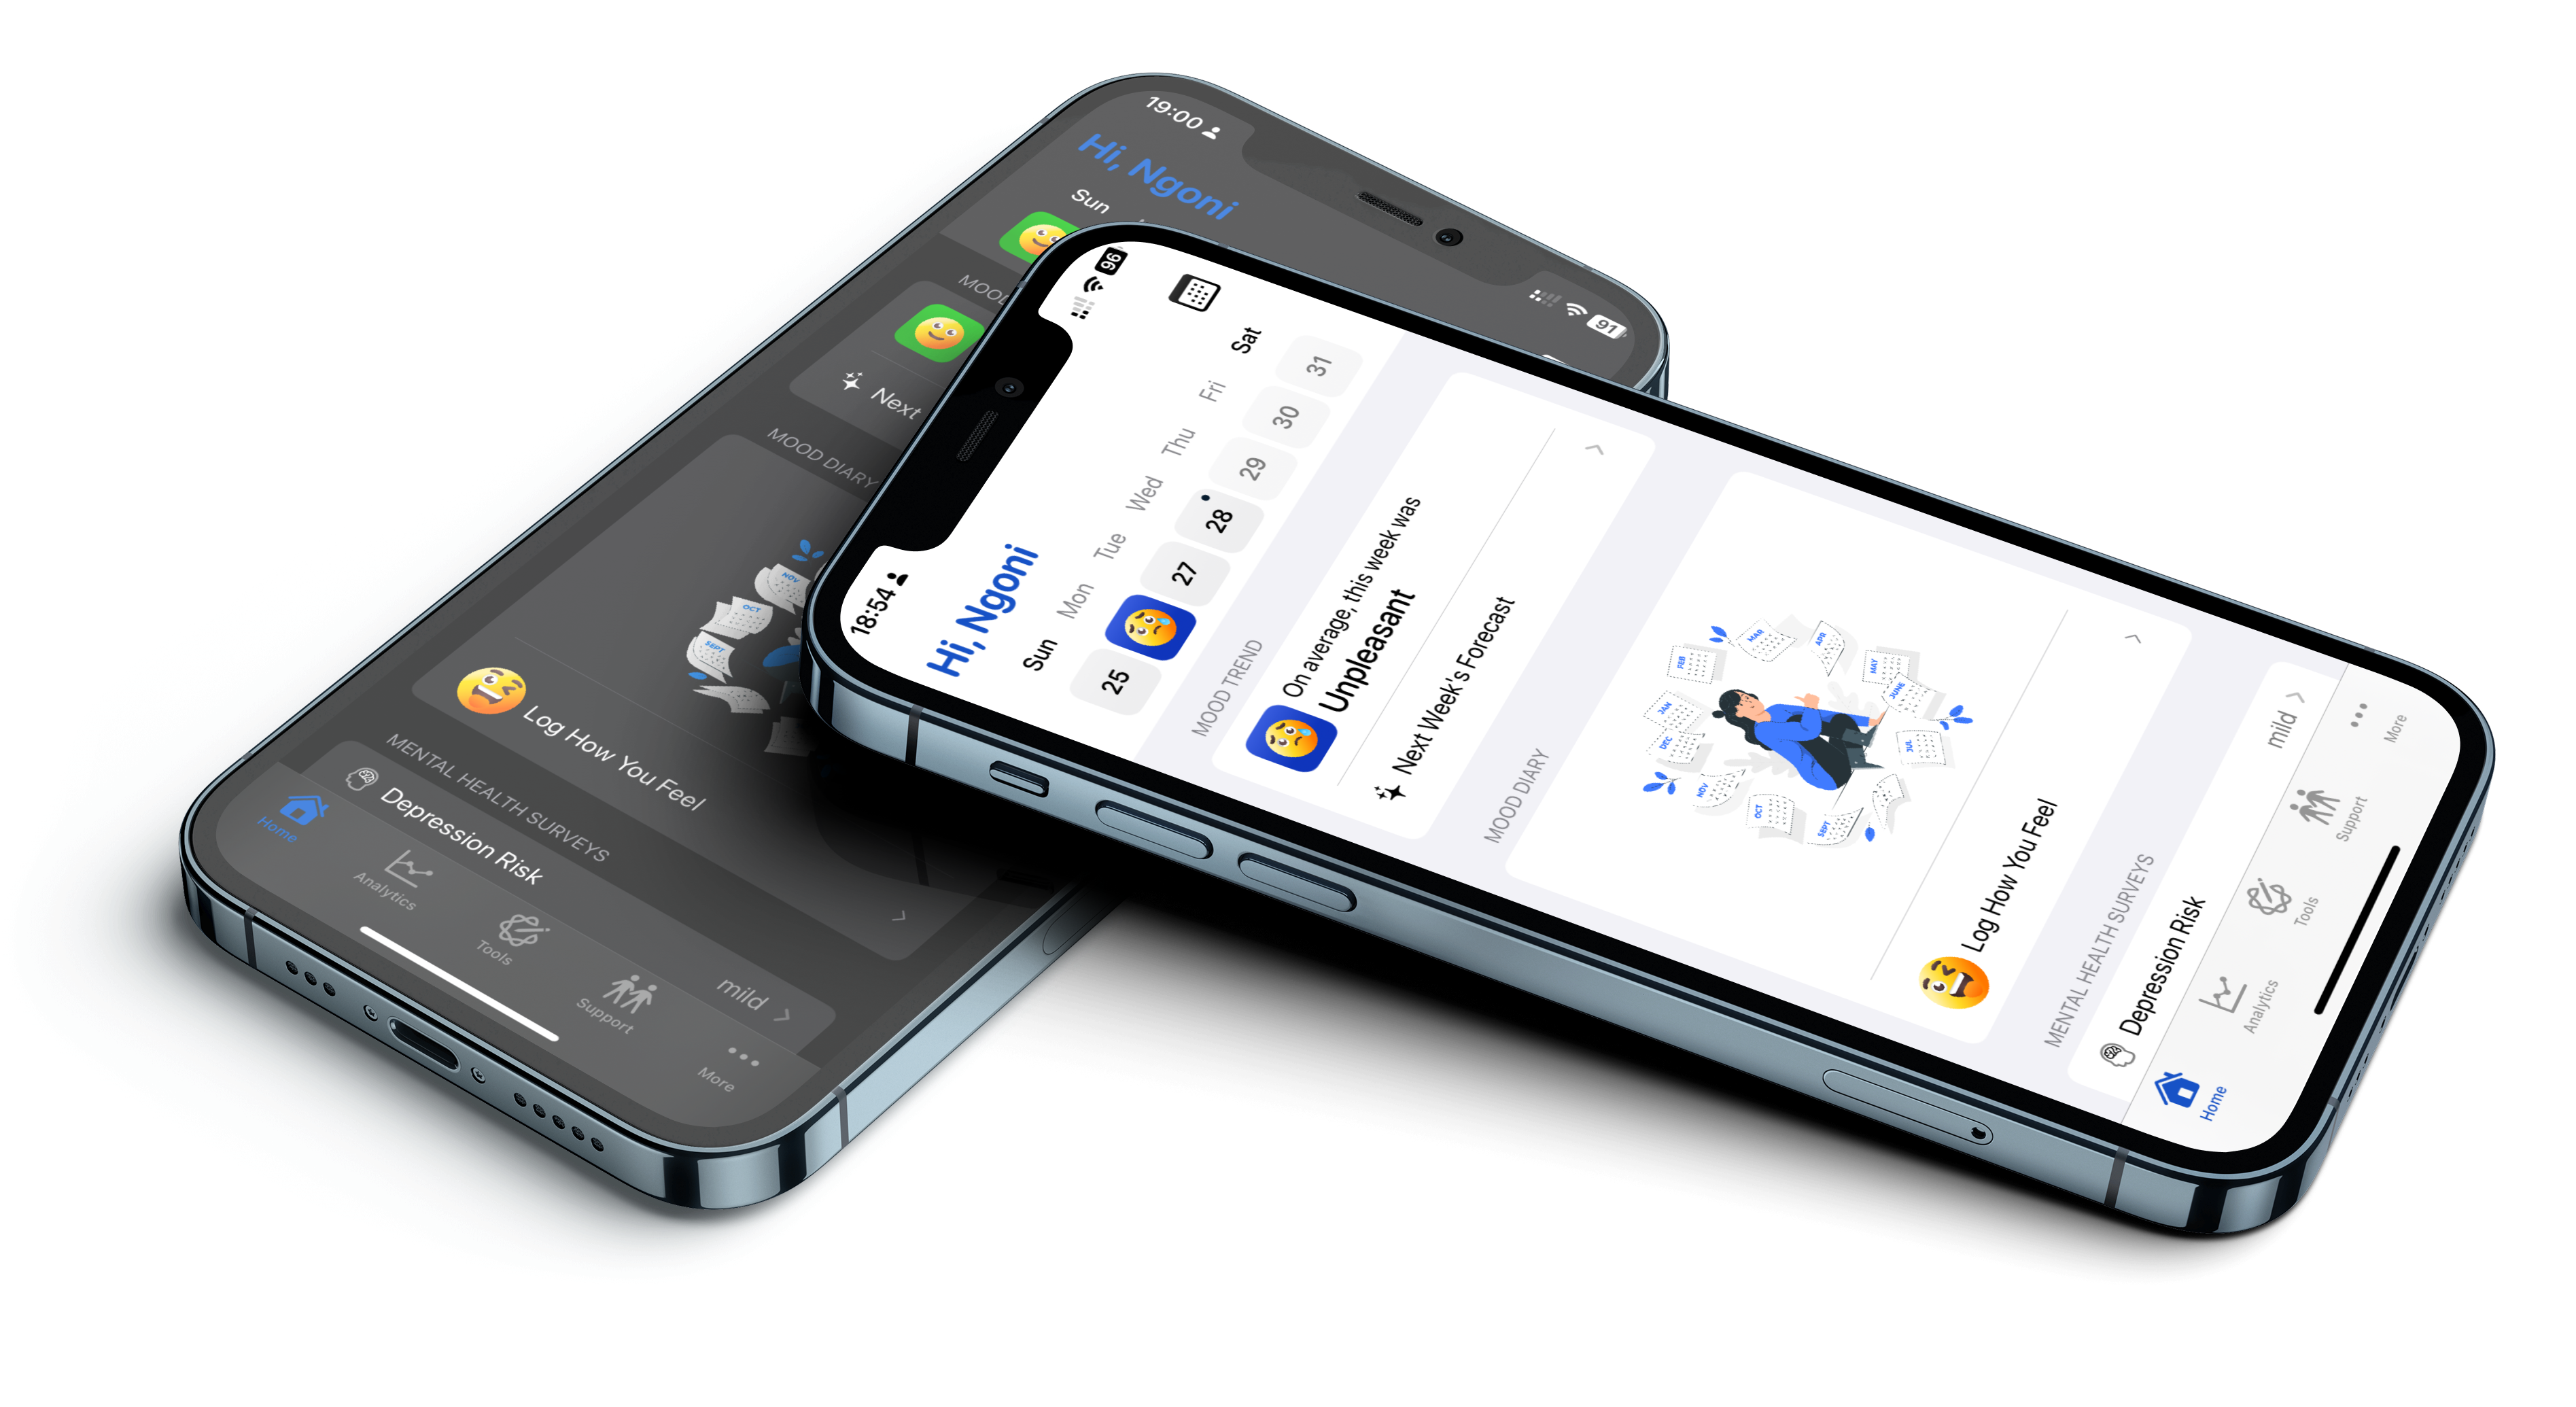 19:00
91
Hi, Ngoni
Sun
MOOD
Next
MOOD DIARY
NOV
OCT
SEPT
Log How You Feel
MENTAL HEALTH SURVEYS
Depression Risk
mild
Home
Analytics
Tools
Support
More
18:54
96
Hi, Ngoni
Sun Mon Tue Wed Thu Fri Sat
25 27 28 29 30 31
MOOD TREND
On average, this week was
Unpleasant
Next Week's Forecast
MOOD DIARY
JAN
FEB
MAR
APR
MAY
JUNE
JUL
SEPT
OCT
NOV
DEC
Log How You Feel
MENTAL HEALTH SURVEYS
Depression Risk
mild
Home
Analytics
Tools
Support
More